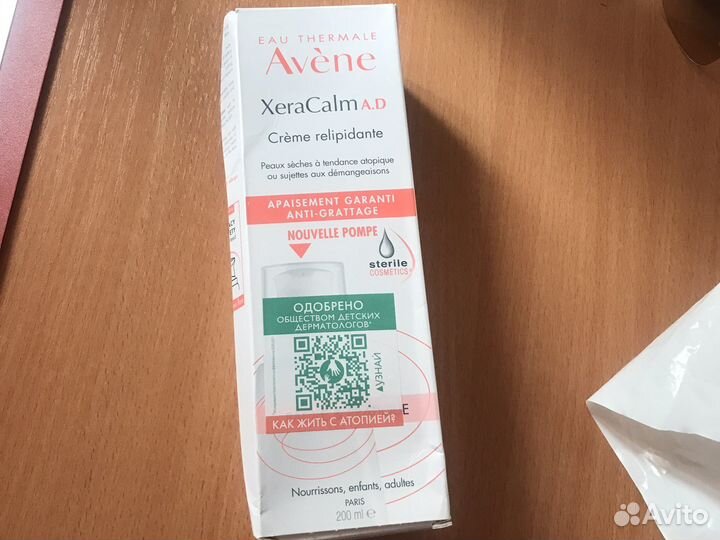 EAU THERMALE
Avène
XeraCalm A.D
Crème relipidante
Peaux sèches à tendance atopique
ou sujettes aux démangeaisons
APAISEMENT GARANTI
ANTI-GRATTAGE
NOUVELLE POMPE
sterile
COSMETICS
ОДОБРЕНО
ОБЩЕСТВОМ ДЕТСКИХ
ДЕРМАТОЛОГОВ*
УЗНАЙ
КАК ЖИТЬ С АТОПИЕЙ?
Nourrissons, enfants, adultes
PARIS
200 ml e
Avito